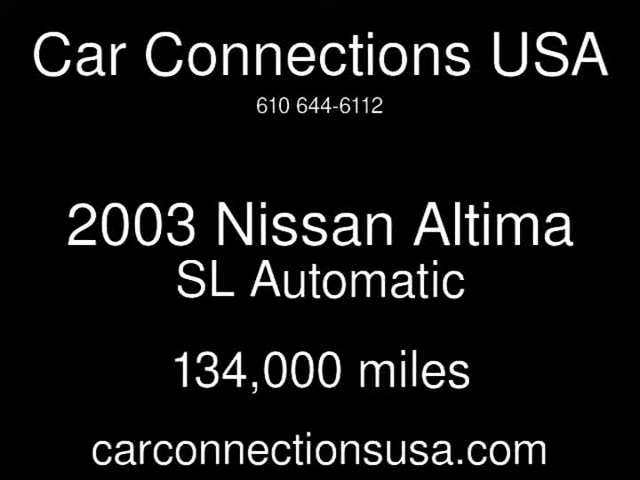 Car Connections USA
610 644-6112
2003 Nissan Altima
SL Automatic
134,000 miles
carconnectionsusa.com